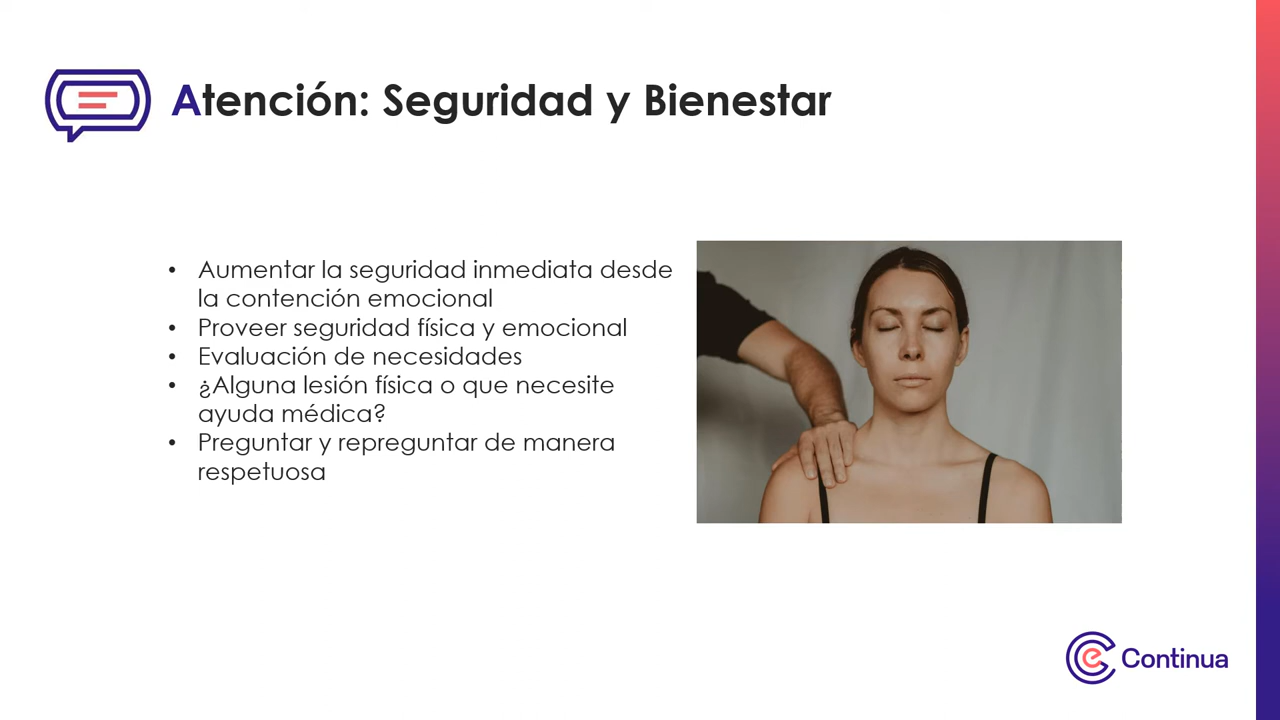 Atención: Seguridad y Bienestar
• Aumentar la seguridad inmediata desde
la contención emocional
• Proveer seguridad física y emocional
• Evaluación de necesidades
• ¿Alguna lesión física o que necesite
ayuda médica?
• Preguntar y repreguntar de manera
respetuosa
Continua